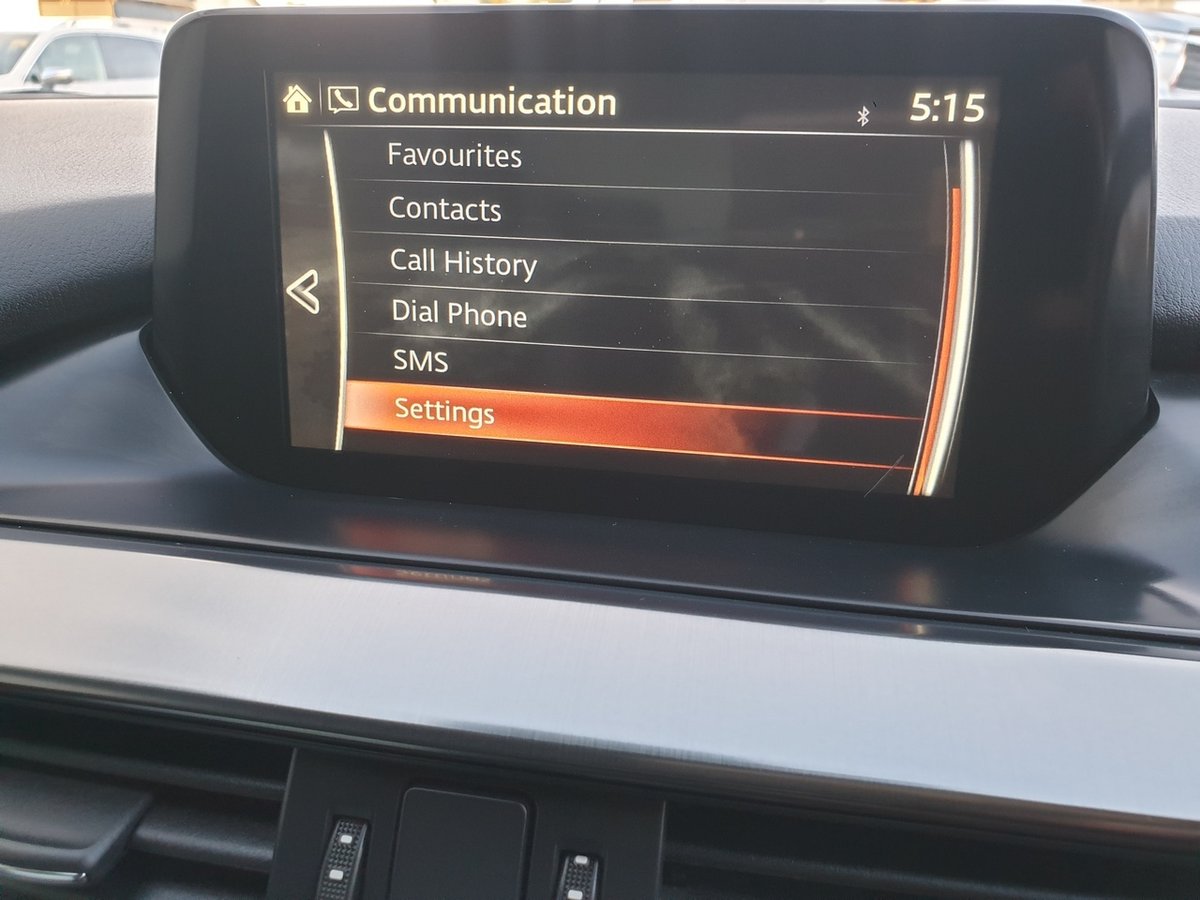 Communication
5:15
Favourites
Contacts
Call History
Dial Phone
SMS
Settings